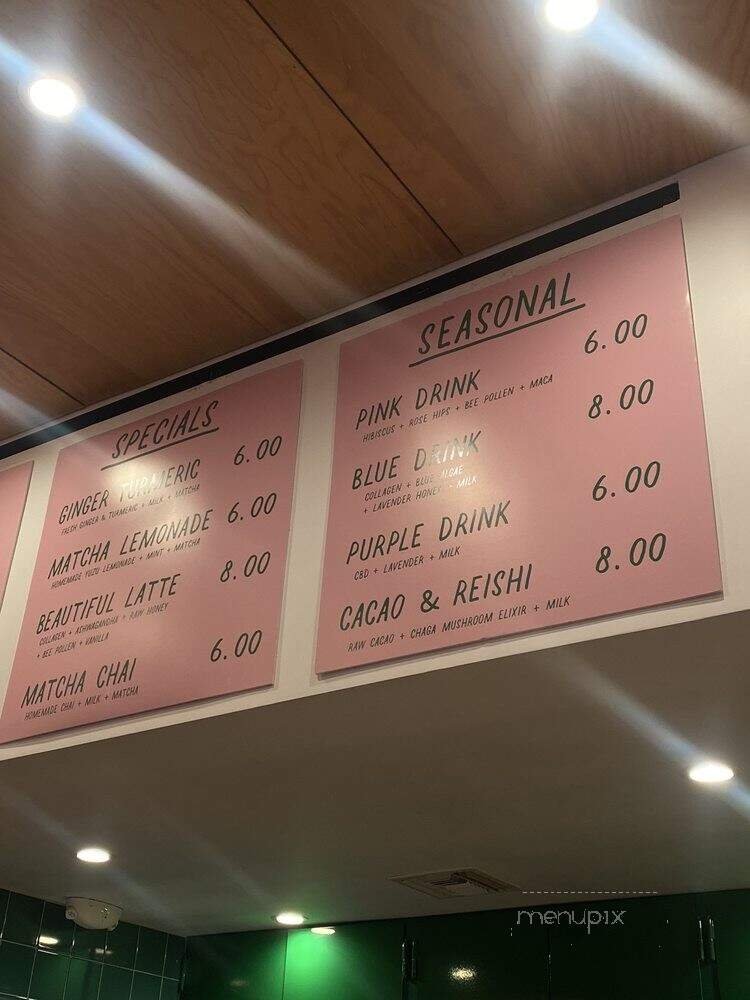 SPECIALS
GINGER TURMERIC 6.00
FRESH GINGER & TURMERIC + MILK + MATCHA
MATCHA LEMONADE 6.00
HOMEMADE YUZU LEMONADE + MINT + MATCHA
BEAUTIFUL LATTE 8.00
COLLAGEN + ASHWAGANDHA + RAW HONEY
+ BEE POLLEN + VANILLA
MATCHA CHAI 6.00
HOMEMADE CHAI + MILK + MATCHA
SEASONAL
PINK DRINK 6.00
HIBISCUS + ROSE HIPS + BEE POLLEN + MACA
BLUE DRINK 8.00
COLLAGEN + BLUE ALGAE
+ LAVENDER HONEY + MILK
PURPLE DRINK 6.00
CBD + LAVENDER + MILK
CACAO & REISHI 8.00
RAW CACAO + CHAGA MUSHROOM ELIXIR + MILK
menupix